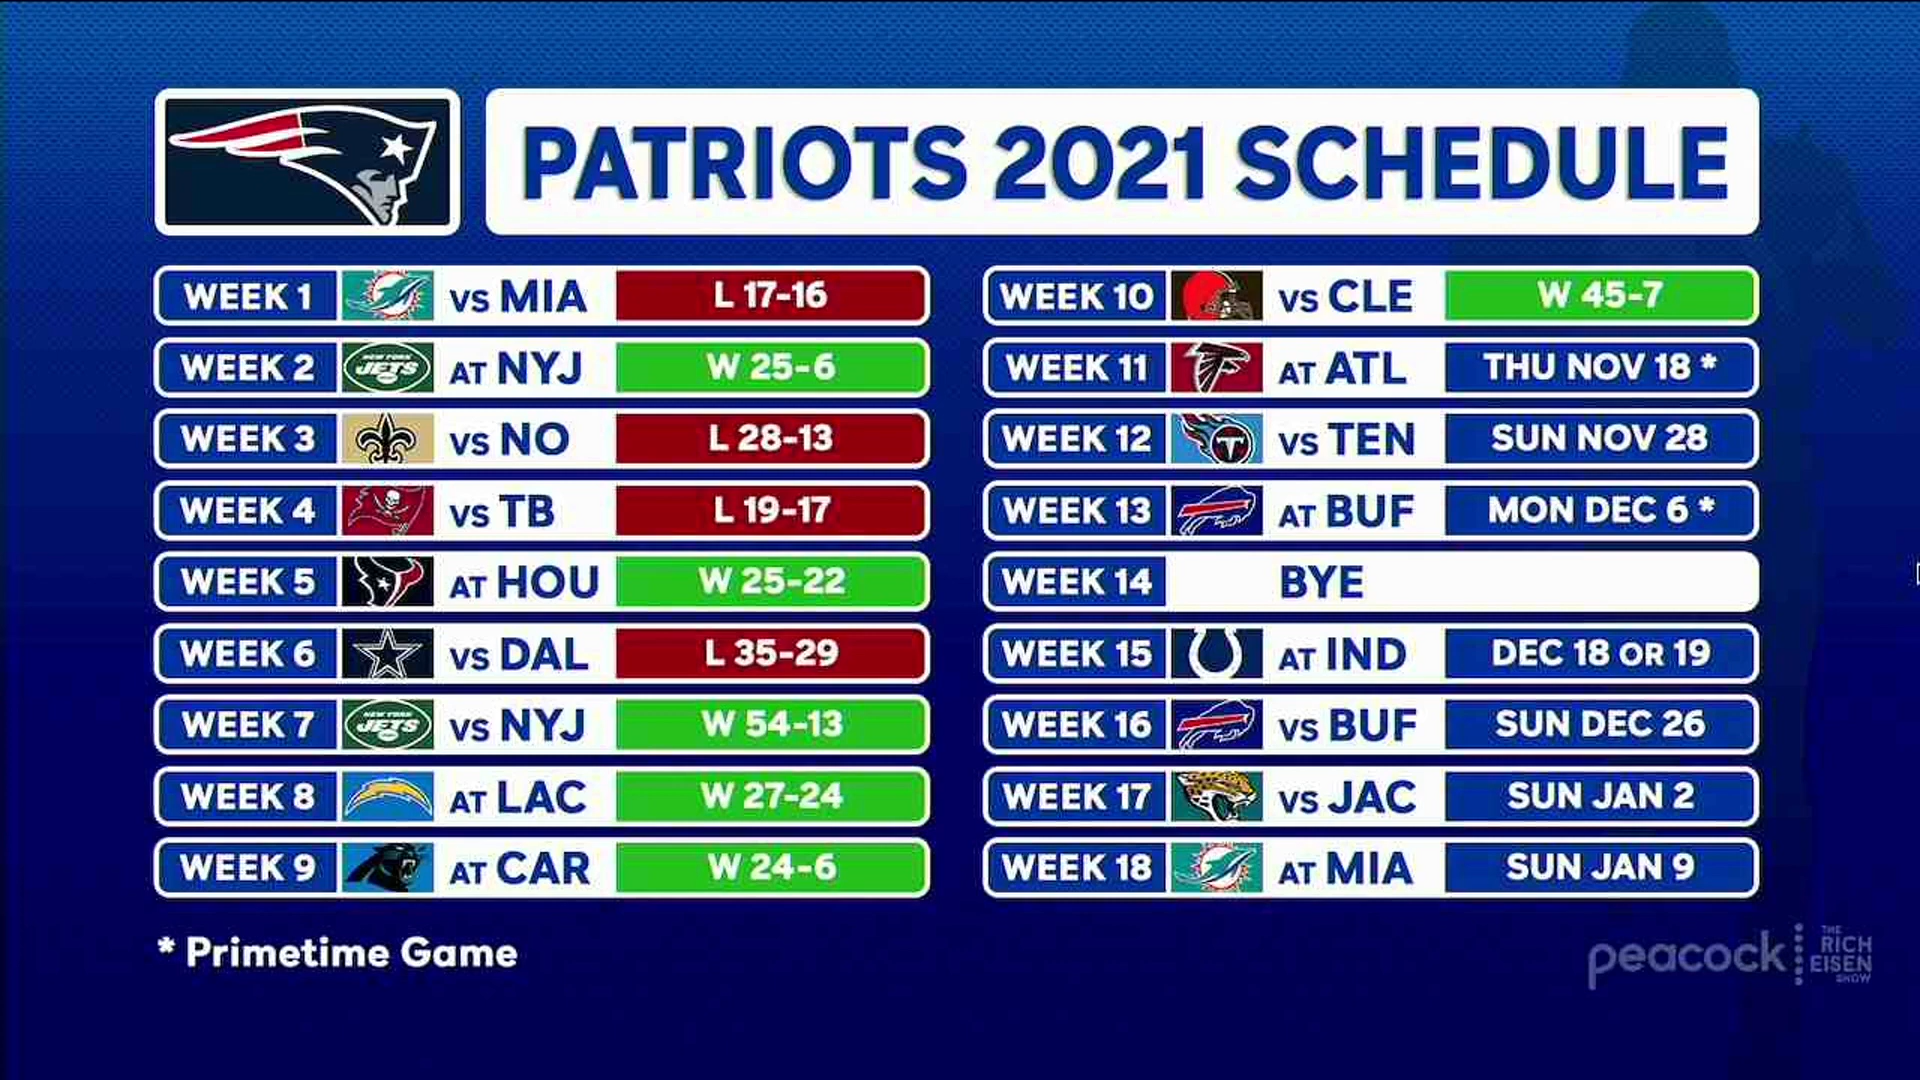 PATRIOTS 2021 SCHEDULE
WEEK 1 VS MIA L 17-16
WEEK 2 NEW YORK JETS AT NYJ W 25-6
WEEK 3 VS NO L 28-13
WEEK 4 VS TB L 19-17
WEEK 5 AT HOU W 25-22
WEEK 6 VS DAL L 35-29
WEEK 7 NEW YORK JETS VS NYJ W 54-13
WEEK 8 AT LAC W 27-24
WEEK 9 AT CAR W 24-6
WEEK 10 VS CLE W 45-7
WEEK 11 AT ATL THU NOV 18 *
WEEK 12 T VS TEN SUN NOV 28
WEEK 13 AT BUF MON DEC 6 *
WEEK 14 BYE
WEEK 15 AT IND DEC 18 OR 19
WEEK 16 VS BUF SUN DEC 26
WEEK 17 VS JAC SUN JAN 2
WEEK 18 AT MIA SUN JAN 9
* Primetime Game
peacock
THE
RICH
EISEN
SHOW